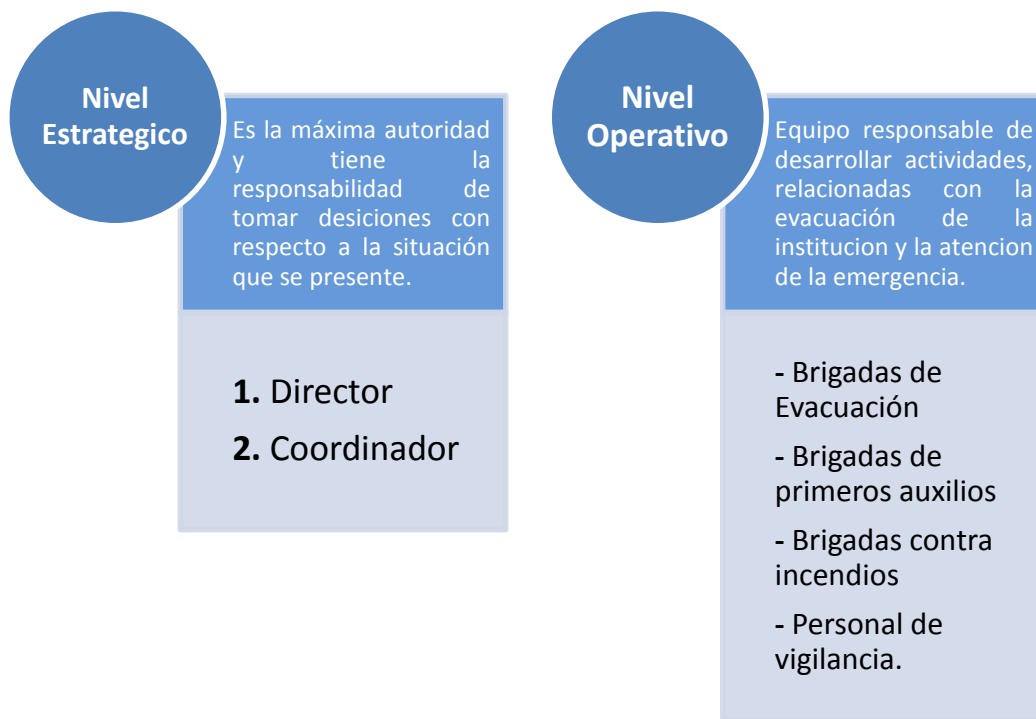 Nivel
Estrategico
Es la máxima autoridad
y tiene la
responsabilidad de
tomar desiciones con
respecto a la situación
que se presente.
1. Director
2. Coordinador
Nivel
Operativo
Equipo responsable de
desarrollar actividades,
relacionadas con la
evacuación de la
institucion y la atencion
de la emergencia.
- Brigadas de
Evacuación
- Brigadas de
primeros auxilios
- Brigadas contra
incendios
- Personal de
vigilancia.